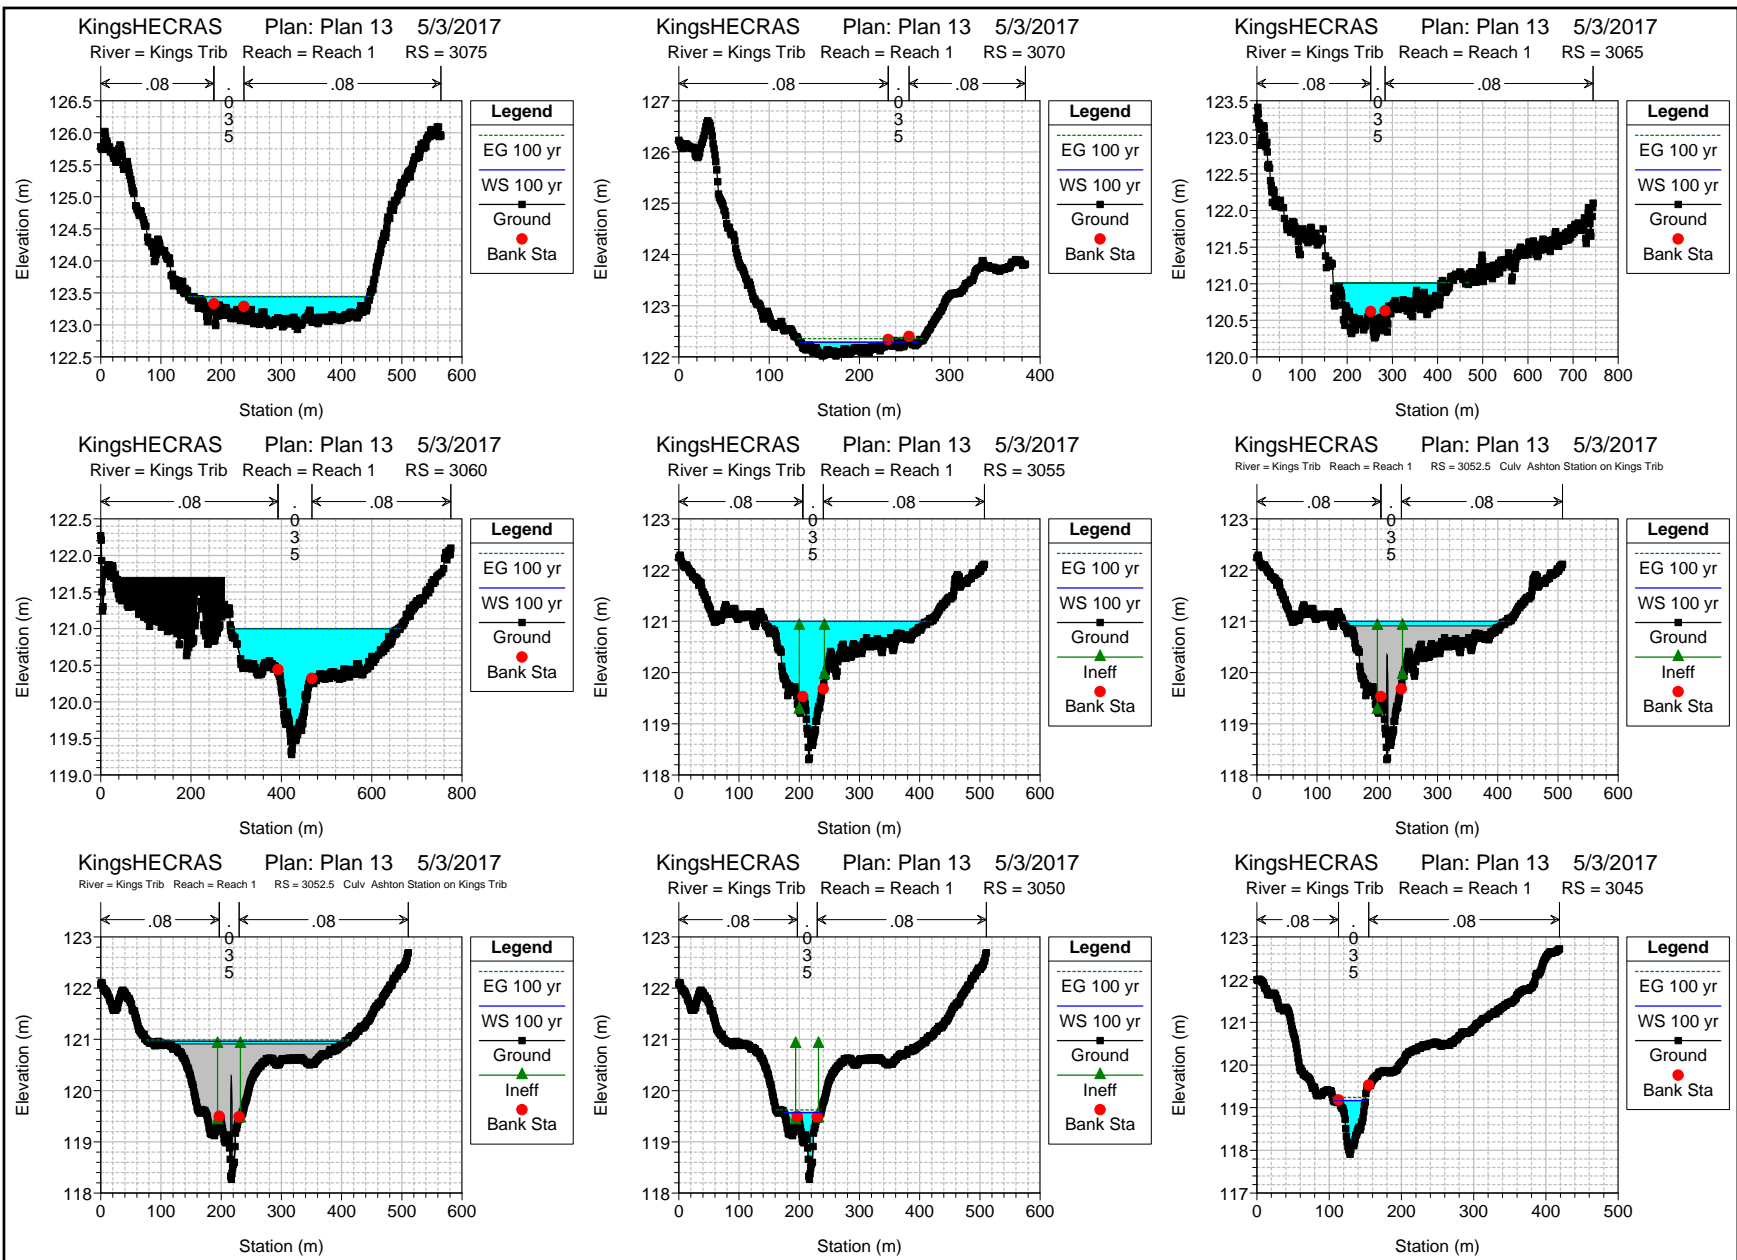 KingsHECRAS Plan: Plan 13 5/3/2017
River = Kings Trib Reach = Reach 1 RS = 3075
.08 .035 .08
Elevation (m)
126.5
126.0
125.5
125.0
124.5
124.0
123.5
123.0
122.5
0 100 200 300 400 500 600
Station (m)
Legend
EG 100 yr
WS 100 yr
Ground
Bank Sta
KingsHECRAS Plan: Plan 13 5/3/2017
River = Kings Trib Reach = Reach 1 RS = 3070
.08 .035 .08
Elevation (m)
127
126
125
124
123
122
0 100 200 300 400
Station (m)
Legend
EG 100 yr
WS 100 yr
Ground
Bank Sta
KingsHECRAS Plan: Plan 13 5/3/2017
River = Kings Trib Reach = Reach 1 RS = 3065
.08 .035 .08
Elevation (m)
123.5
123.0
122.5
122.0
121.5
121.0
120.5
120.0
0 100 200 300 400 500 600 700 800
Station (m)
Legend
EG 100 yr
WS 100 yr
Ground
Bank Sta
KingsHECRAS Plan: Plan 13 5/3/2017
River = Kings Trib Reach = Reach 1 RS = 3060
.08 .035 .08
Elevation (m)
122.5
122.0
121.5
121.0
120.5
120.0
119.5
119.0
0 200 400 600 800
Station (m)
Legend
EG 100 yr
WS 100 yr
Ground
Bank Sta
KingsHECRAS Plan: Plan 13 5/3/2017
River = Kings Trib Reach = Reach 1 RS = 3055
.08 .035 .08
Elevation (m)
123
122
121
120
119
118
0 100 200 300 400 500 600
Station (m)
Legend
EG 100 yr
WS 100 yr
Ground
Ineff
Bank Sta
KingsHECRAS Plan: Plan 13 5/3/2017
River = Kings Trib Reach = Reach 1 RS = 3052.5 Culv Ashton Station on Kings Trib
.08 .035 .08
Elevation (m)
123
122
121
120
119
118
0 100 200 300 400 500 600
Station (m)
Legend
EG 100 yr
WS 100 yr
Ground
Ineff
Bank Sta
KingsHECRAS Plan: Plan 13 5/3/2017
River = Kings Trib Reach = Reach 1 RS = 3052.5 Culv Ashton Station on Kings Trib
.08 .035 .08
Elevation (m)
123
122
121
120
119
118
0 100 200 300 400 500 600
Station (m)
Legend
EG 100 yr
WS 100 yr
Ground
Ineff
Bank Sta
KingsHECRAS Plan: Plan 13 5/3/2017
River = Kings Trib Reach = Reach 1 RS = 3050
.08 .035 .08
Elevation (m)
123
122
121
120
119
118
0 100 200 300 400 500 600
Station (m)
Legend
EG 100 yr
WS 100 yr
Ground
Ineff
Bank Sta
KingsHECRAS Plan: Plan 13 5/3/2017
River = Kings Trib Reach = Reach 1 RS = 3045
.08 .035 .08
Elevation (m)
123
122
121
120
119
118
117
0 100 200 300 400 500
Station (m)
Legend
EG 100 yr
WS 100 yr
Ground
Bank Sta